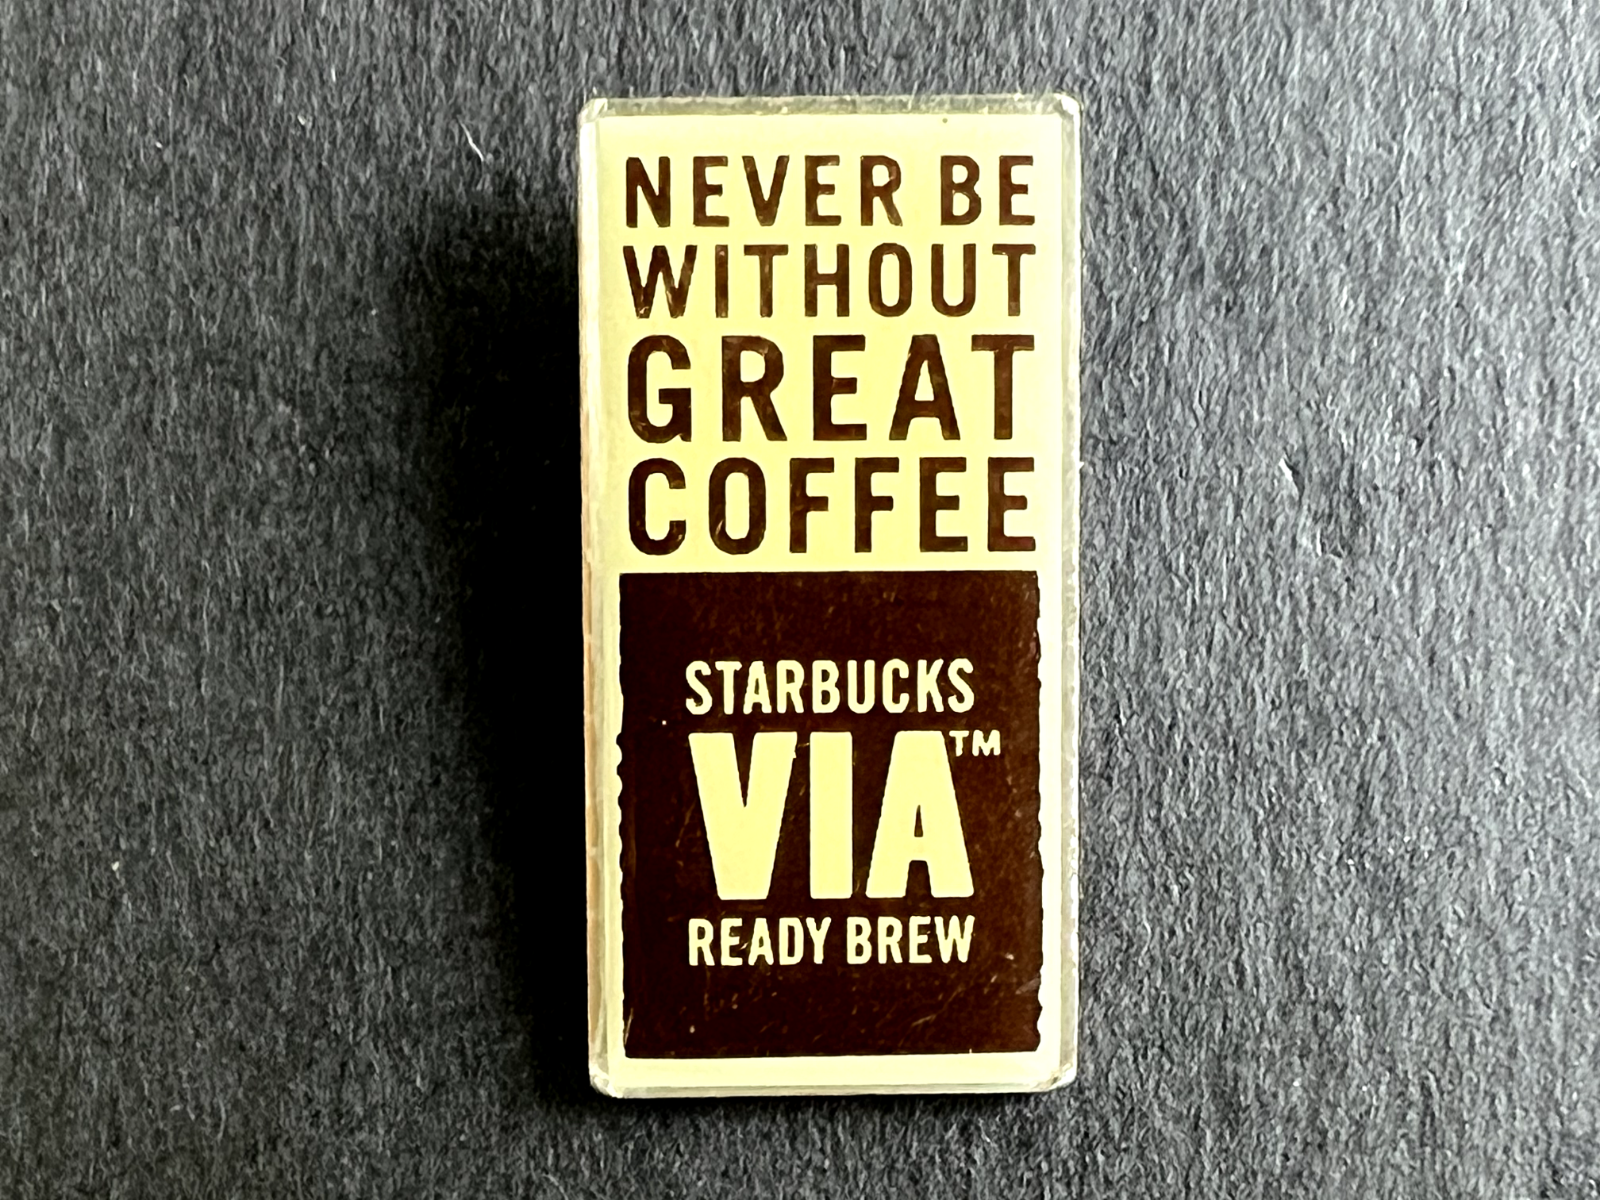 NEVER BE
WITHOUT
GREAT
COFFEE
STARBUCKS
VIA™
READY BREW